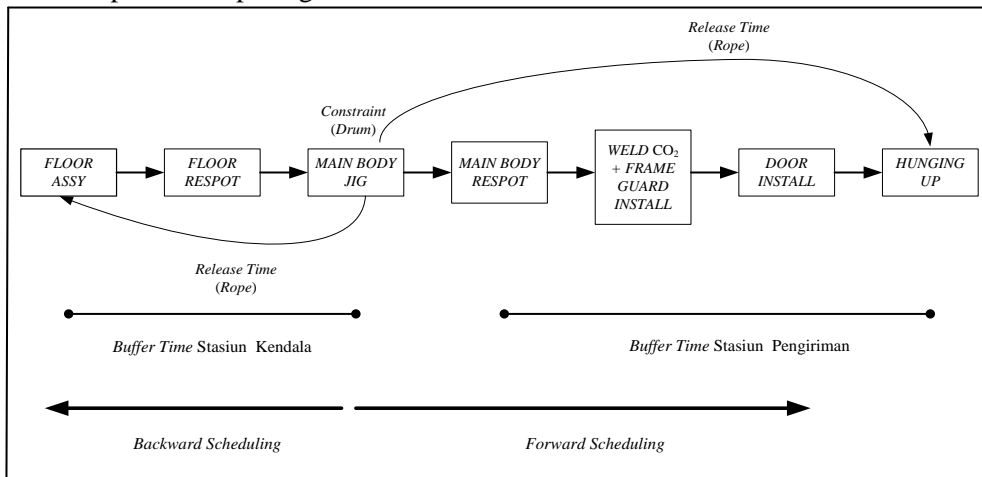 Release Time
(Rope)
Constraint
(Drum)
FLOOR
ASSY
FLOOR
RESPOT
MAIN BODY
JIG
MAIN BODY
RESPOT
WELD CO₂
+ FRAME
GUARD
INSTALL
DOOR
INSTALL
HUNGING
UP
Release Time
(Rope)
Buffer Time Stasiun Kendala
Buffer Time Stasiun Pengiriman
Backward Scheduling
Forward Scheduling